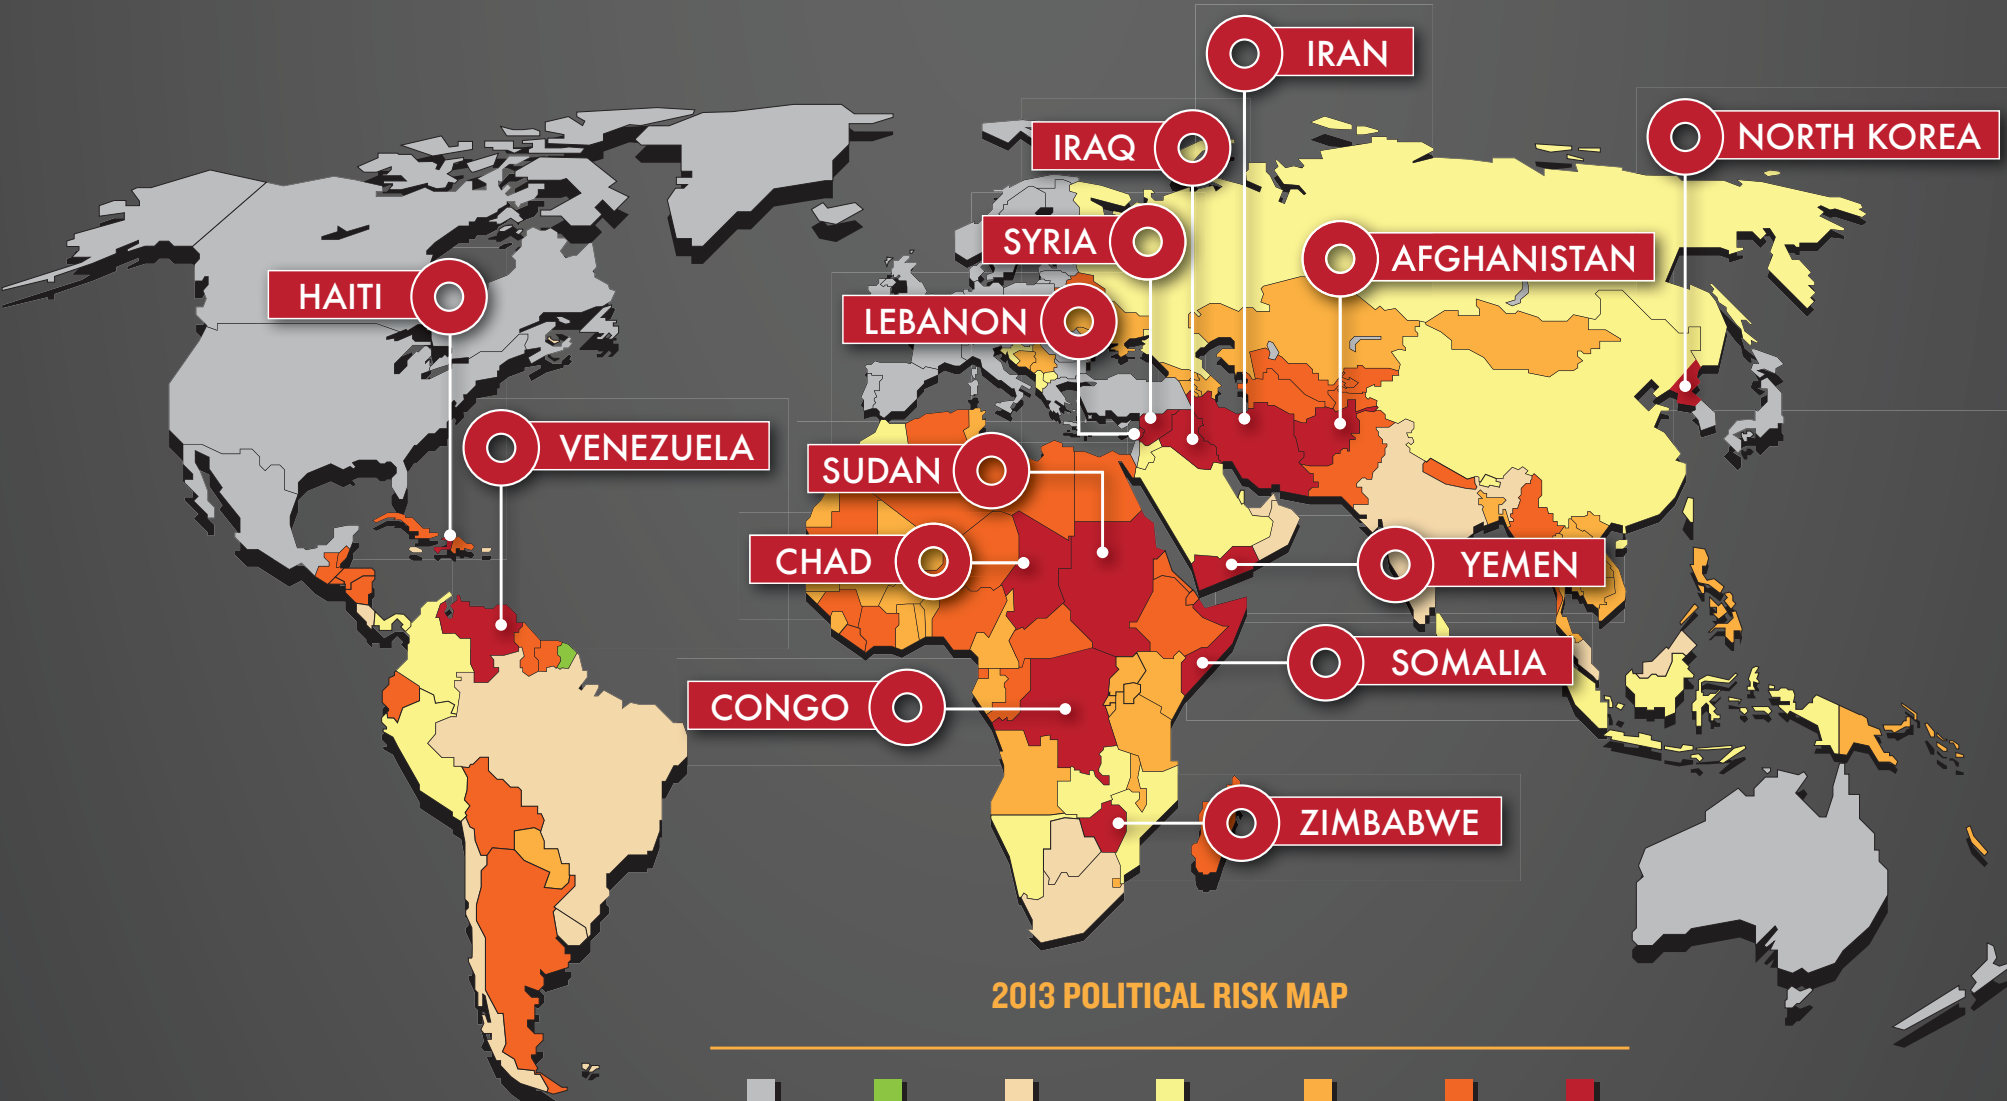 IRAN
IRAQ
NORTH KOREA
SYRIA
AFGHANISTAN
HAITI
LEBANON
VENEZUELA
SUDAN
CHAD
YEMEN
SOMALIA
CONGO
ZIMBABWE
2013 POLITICAL RISK MAP